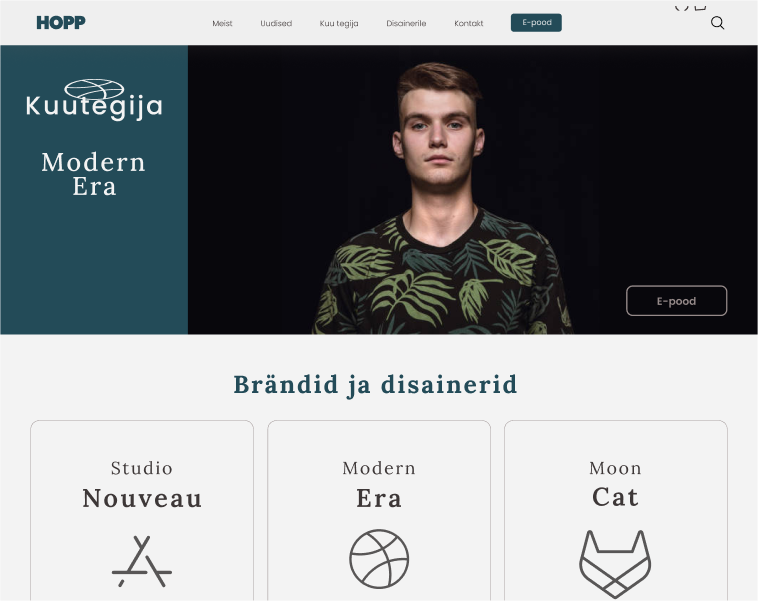 HOPP
Meist
Uudised
Kuu tegija
Disainerile
Kontakt
E-pood
Kuutegija
Modern
Era
E-pood
Brändid ja disainerid
Studio
Nouveau
Modern
Era
Moon
Cat